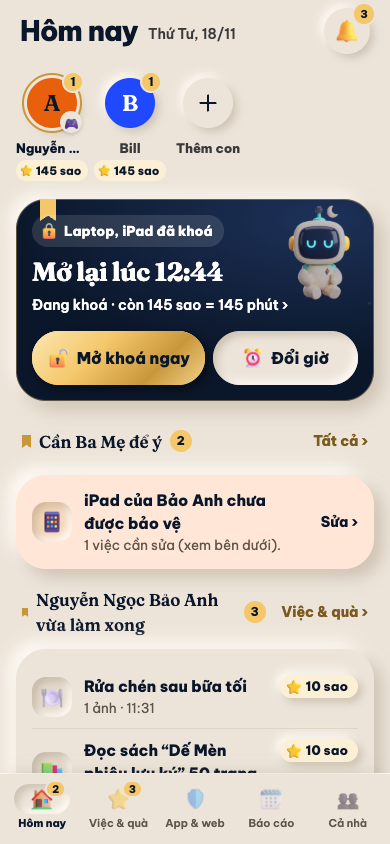 Hôm nay Thứ Tư, 18/11
3
A
1
B
1
Nguyễn ...
Bill
Thêm con
145 sao
145 sao
Laptop, iPad đã khoá
Mở lại lúc 12:44
Đang khoá · còn 145 sao = 145 phút ›
Mở khoá ngay
Đổi giờ
Cần Ba Mẹ để ý 2
Tất cả ›
iPad của Bảo Anh chưa
được bảo vệ
Sửa ›
1 việc cần sửa (xem bên dưới).
Nguyễn Ngọc Bảo Anh
vừa làm xong
3
Việc & quà ›
Rửa chén sau bữa tối
10 sao
1 ảnh · 11:31
Đọc sách “Dế Mèn
10 sao
phiêu lưu ký” 50 trang
2
3
Hôm nay
Việc & quà
App & web
Báo cáo
Cả nhà